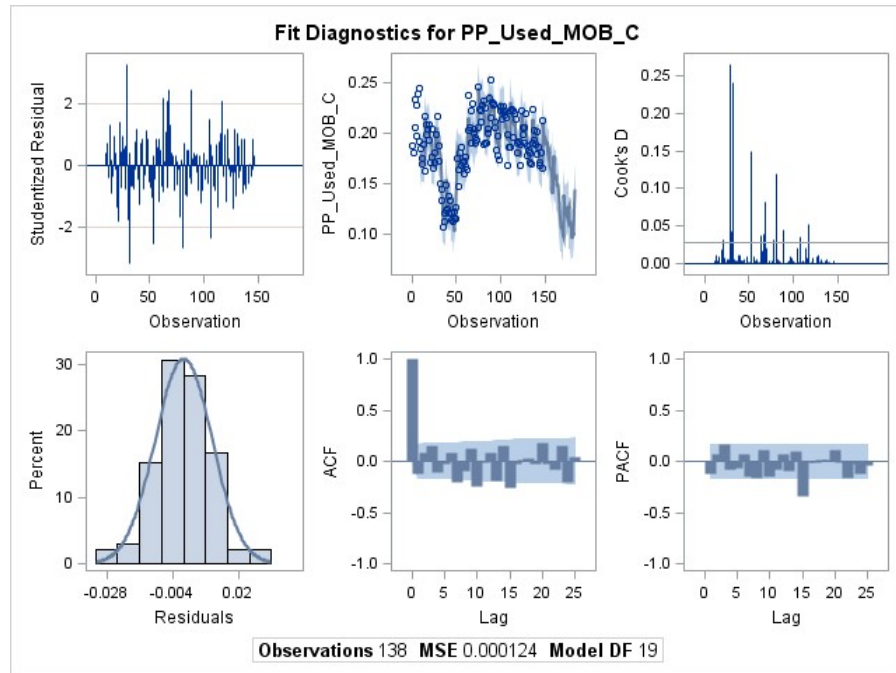 Fit Diagnostics for PP_Used_MOB_C
Studentized Residual
2
0
-2
0 50 100 150
Observation
PP_Used_MOB_C
0.25
0.20
0.15
0.10
0 50 100 150
Observation
Cook's D
0.25
0.20
0.15
0.10
0.05
0.00
0 50 100 150
Observation
Percent
30
20
10
0
-0.028 -0.004 0.02
Residuals
ACF
1.0
0.5
0.0
-0.5
-1.0
0 5 10 15 20 25
Lag
PACF
1.0
0.5
0.0
-0.5
-1.0
0 5 10 15 20 25
Lag
Observations 138 MSE 0.000124 Model DF 19